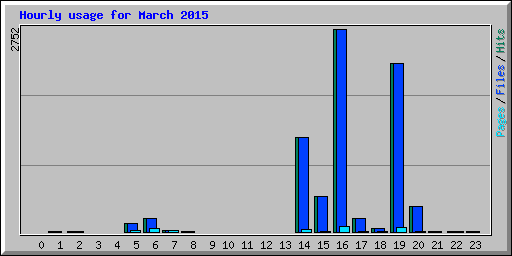 Hourly usage for March 2015
2752
Pages / Files / Hits
0 1 2 3 4 5 6 7 8 9 10 11 12 13 14 15 16 17 18 19 20 21 22 23